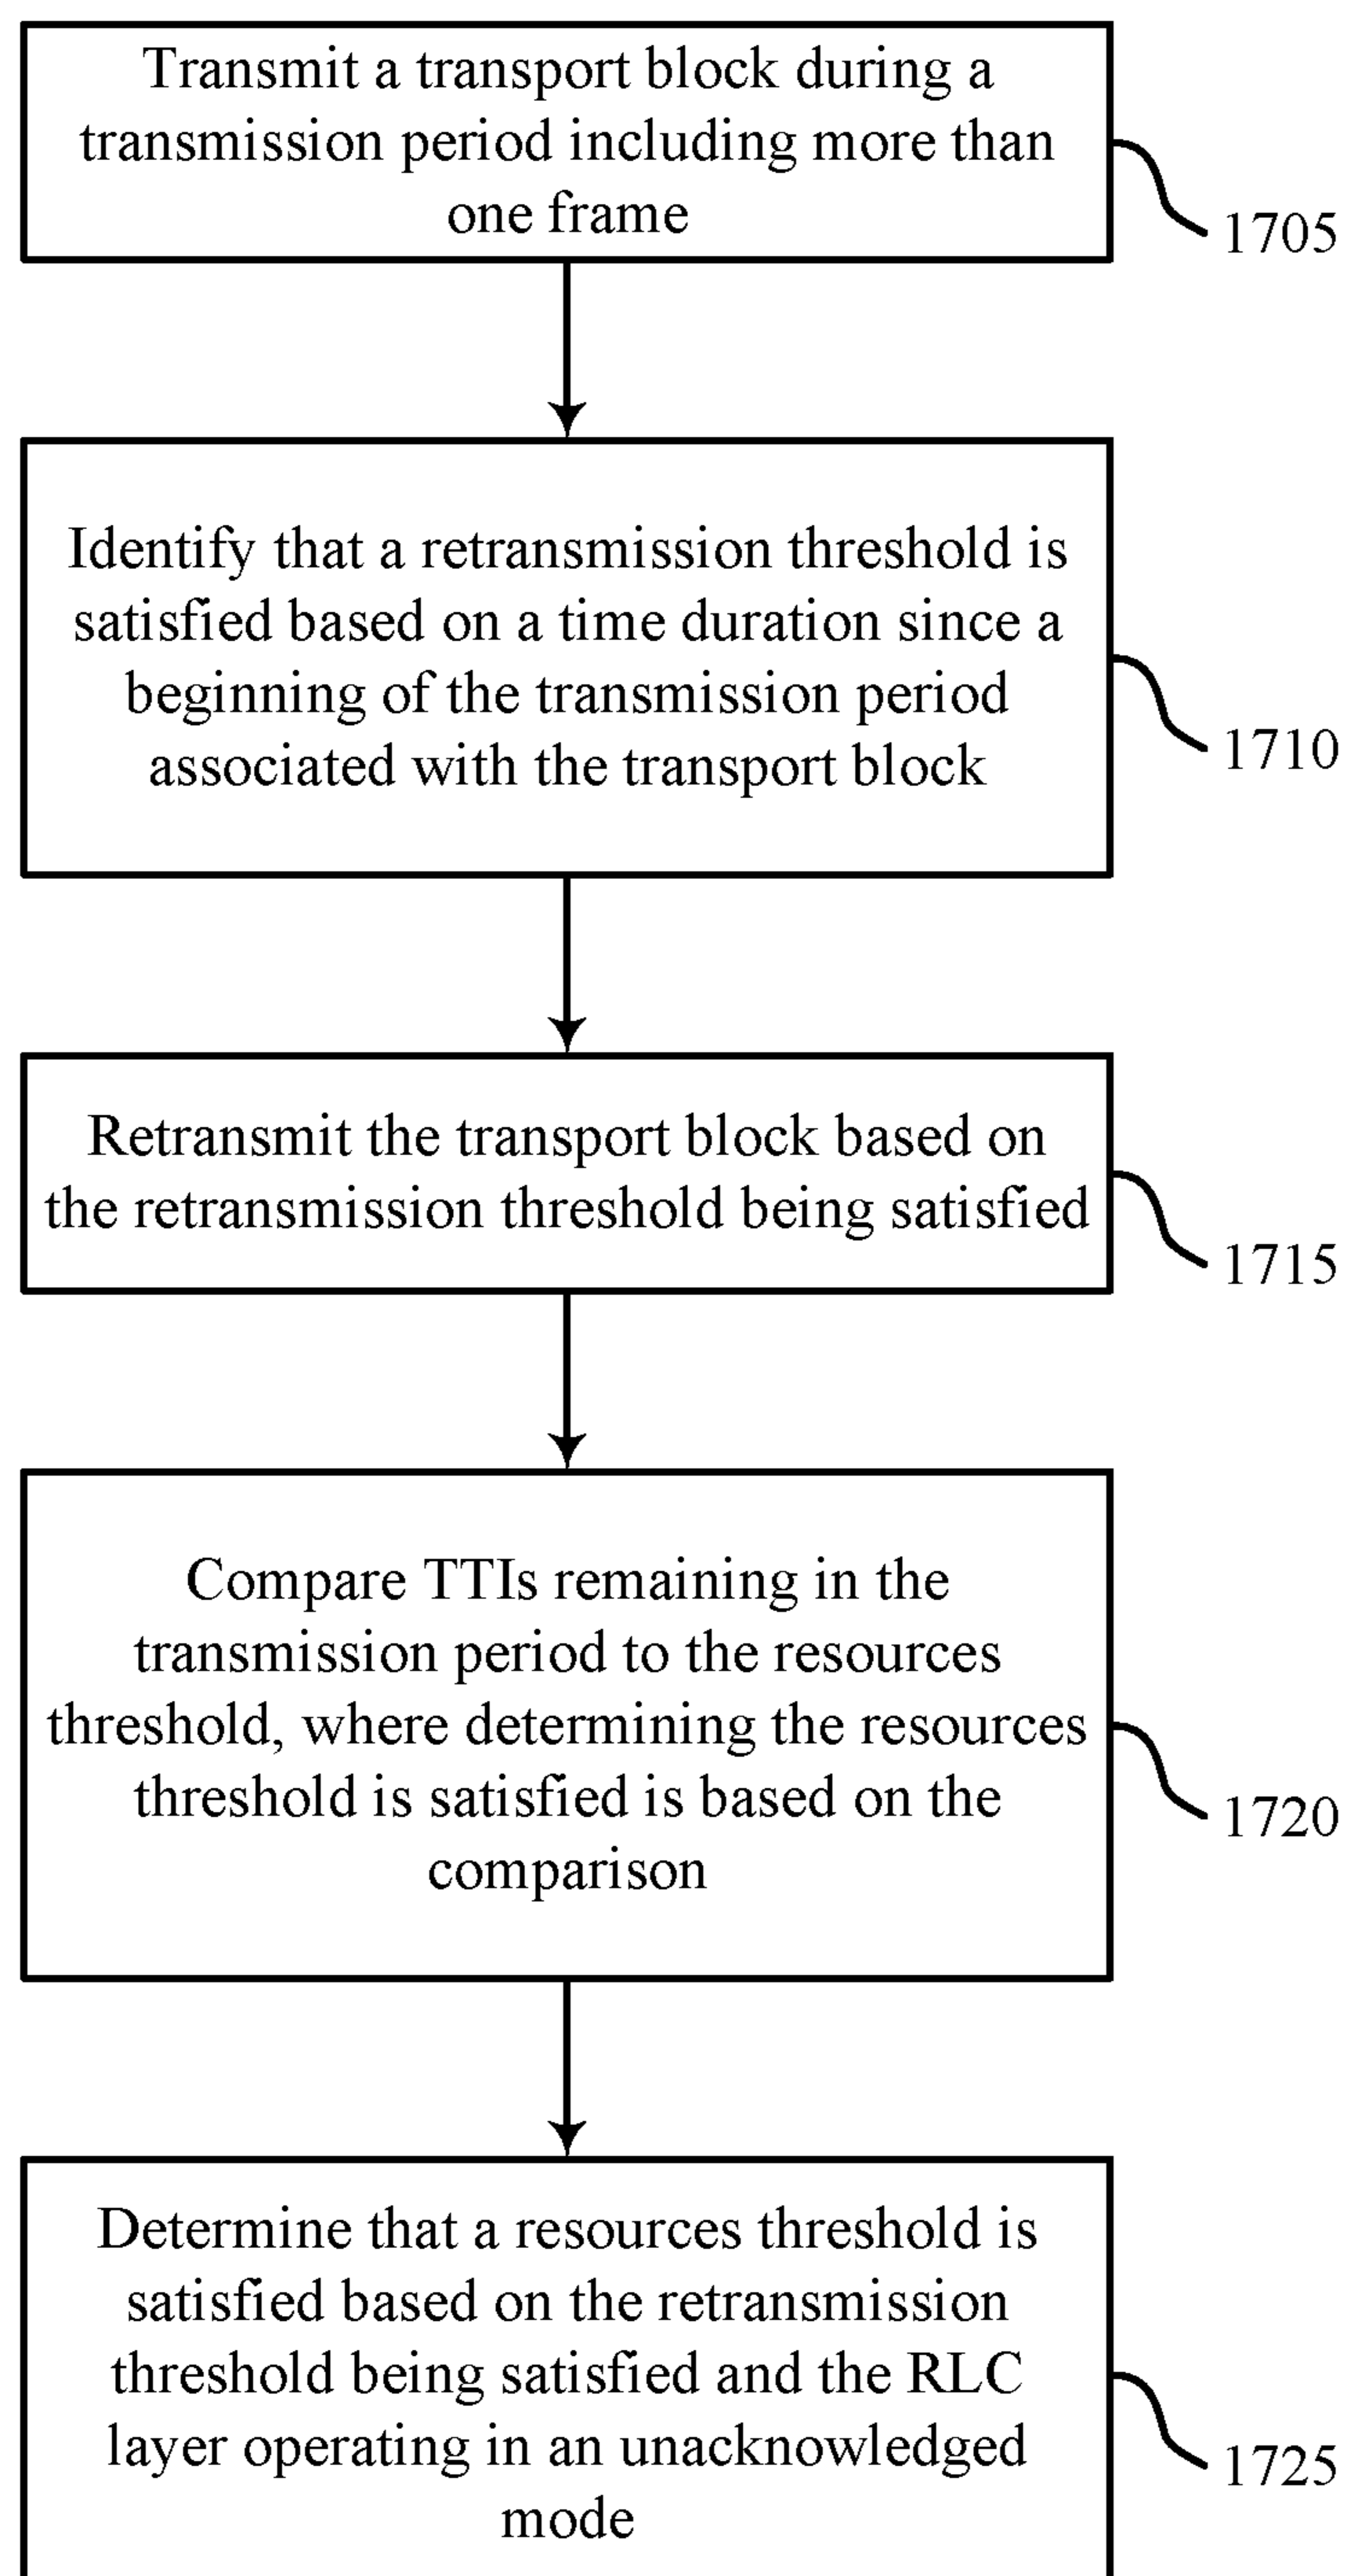 Transmit a transport block during a
transmission period including more than
one frame
1705
Identify that a retransmission threshold is
satisfied based on a time duration since a
beginning of the transmission period
associated with the transport block
1710
Retransmit the transport block based on
the retransmission threshold being satisfied
1715
Compare TTIs remaining in the
transmission period to the resources
threshold, where determining the resources
threshold is satisfied is based on the
comparison
1720
Determine that a resources threshold is
satisfied based on the retransmission
threshold being satisfied and the RLC
layer operating in an unacknowledged
mode
1725